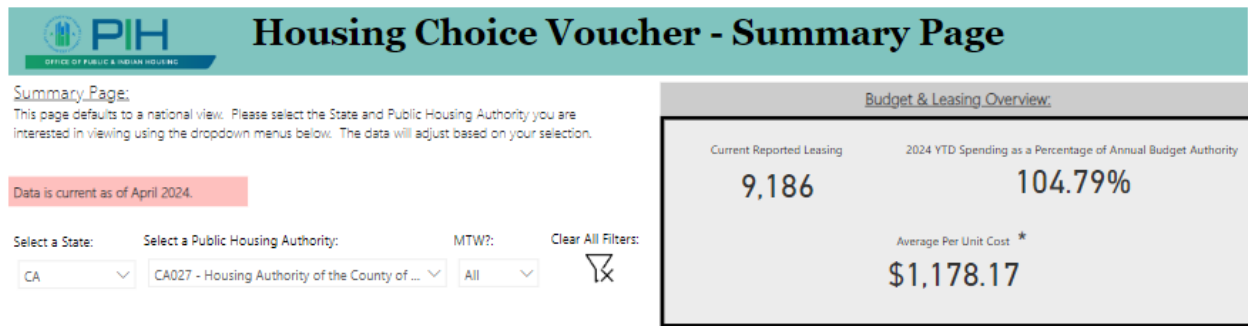 PIH
OFFICE OF PUBLIC & INDIAN HOUSING
Housing Choice Voucher - Summary Page
Summary Page:
This page defaults to a national view. Please select the State and Public Housing Authority you are
interested in viewing using the dropdown menus below. The data will adjust based on your selection.
Data is current as of April 2024.
Select a State:
Select a Public Housing Authority:
MTW?:
Clear All Filters:
CA
CA027 - Housing Authority of the County of ...
All
Budget & Leasing Overview:
Current Reported Leasing
9,186
2024 YTD Spending as a Percentage of Annual Budget Authority
104.79%
Average Per Unit Cost *
$1,178.17